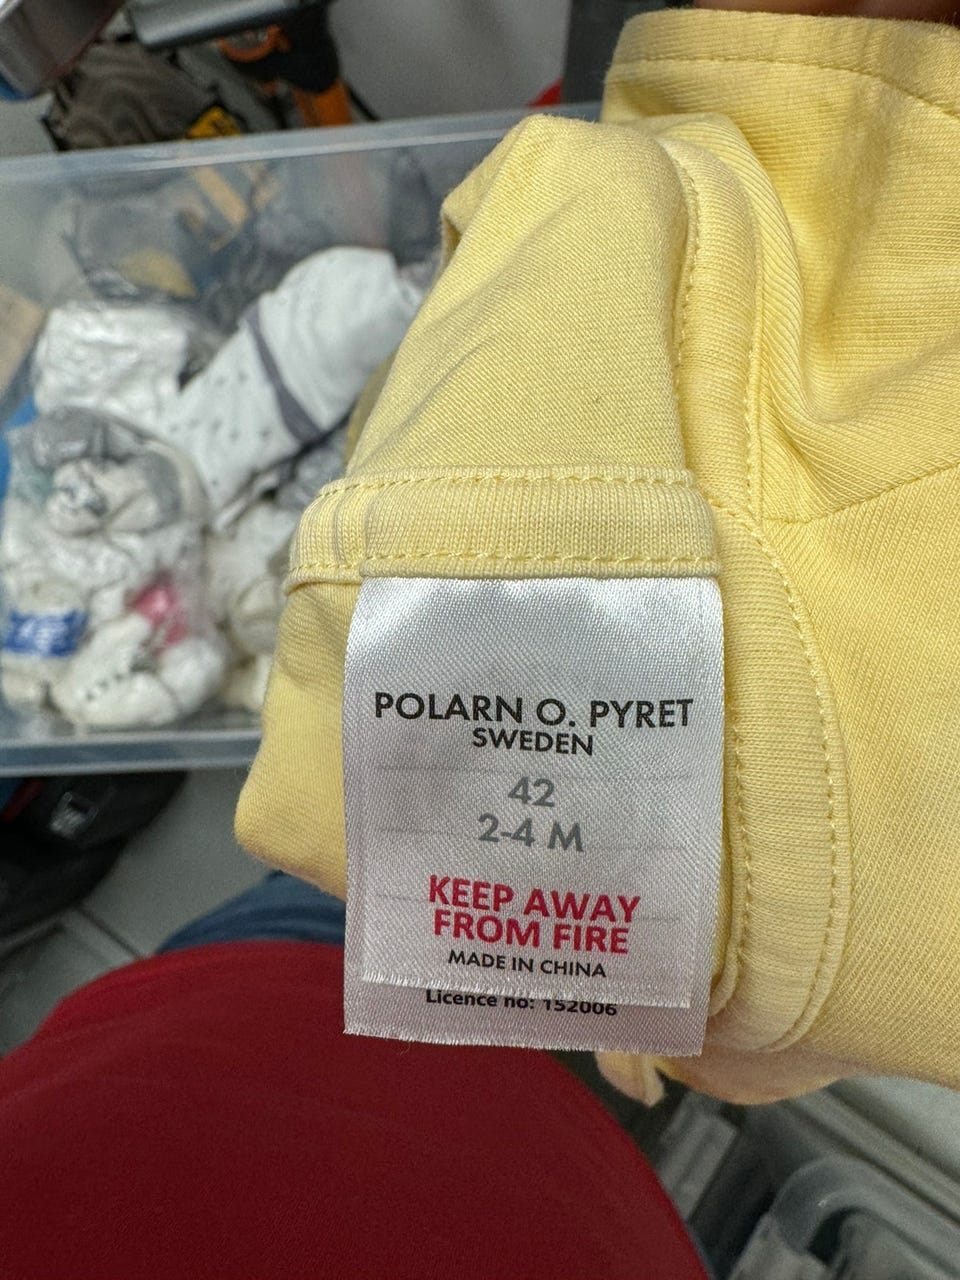 POLARN O. PYRET
SWEDEN
42
2-4 M
KEEP AWAY
FROM FIRE
MADE IN CHINA
Licence no: 152006